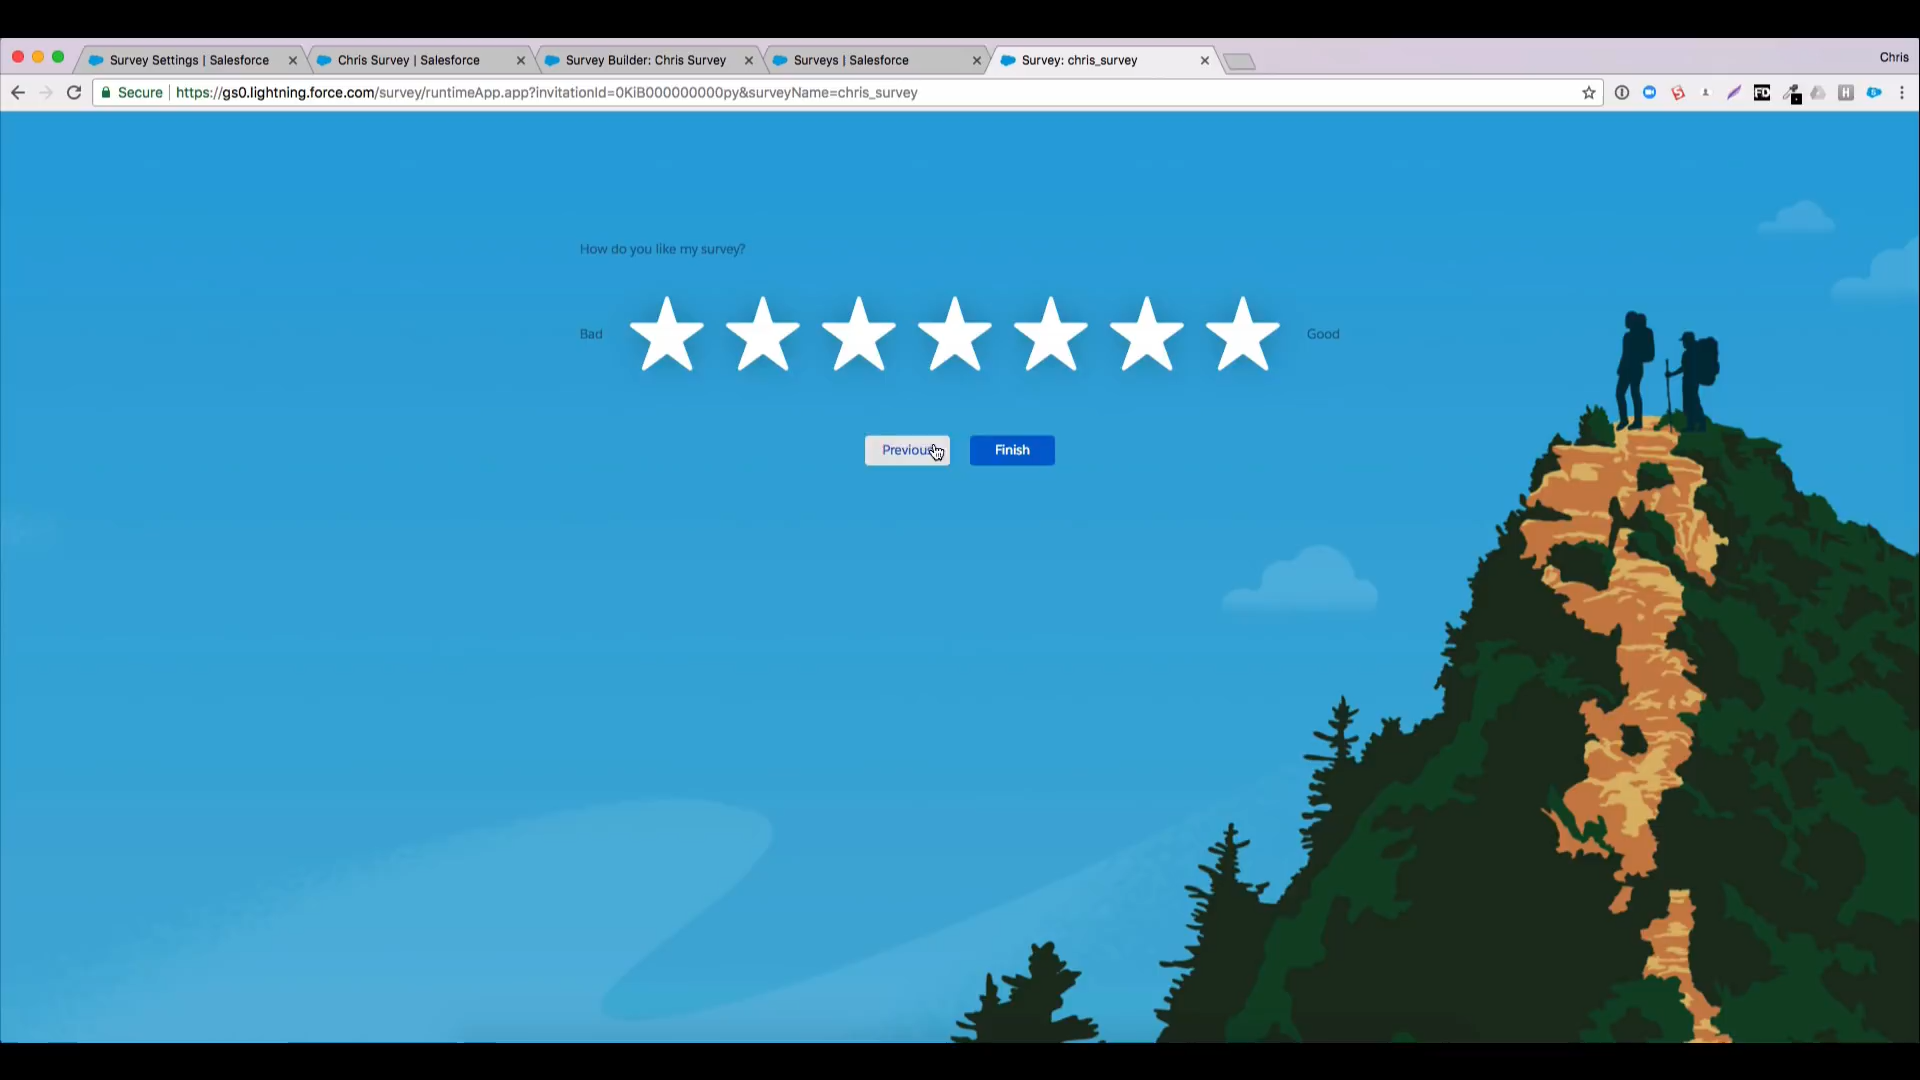 Survey Settings | Salesforce
Chris Survey | Salesforce
Survey Builder: Chris Survey
Surveys | Salesforce
Survey: chris_survey
Chris
Secure
https://gs0.lightning.force.com/survey/runtimeApp.app?invitationId=0KiB000000000py&surveyName=chris_survey
FD
H
How do you like my survey?
Bad
Good
Previous
Finish